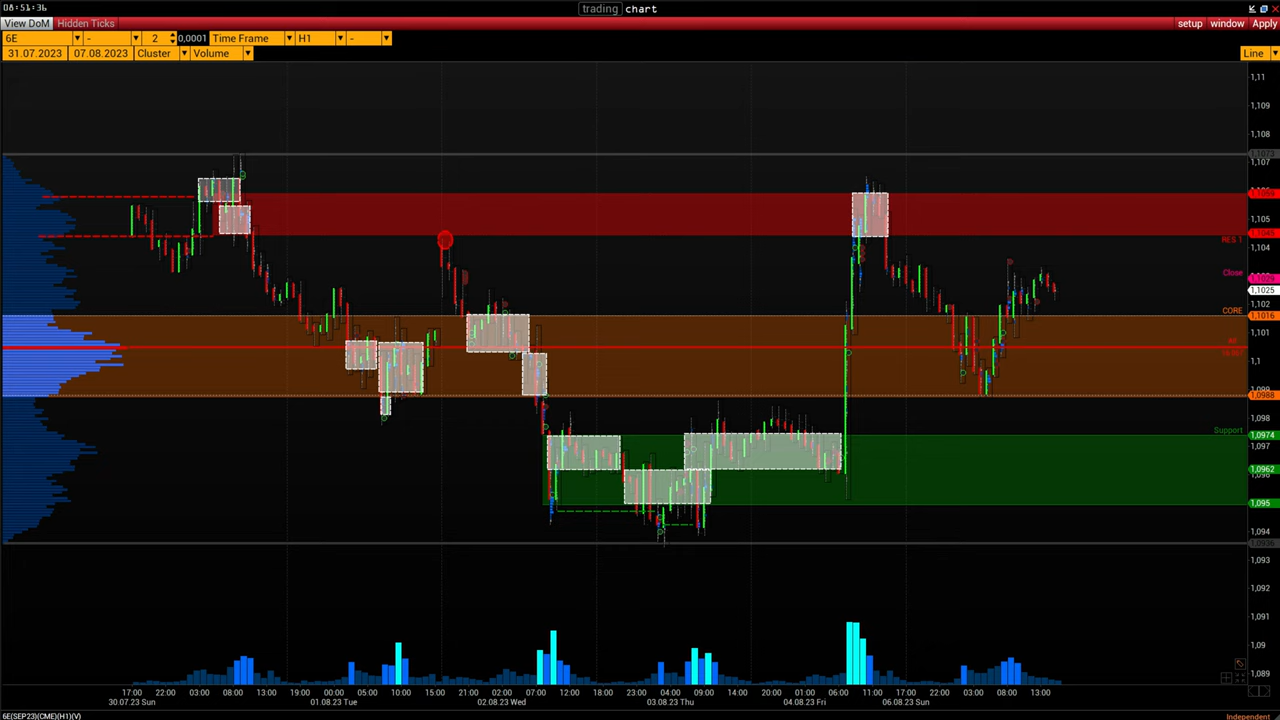 08:51:36
trading chart
View DoM Hidden Ticks setup window Apply
6E - 2 0,0001 Time Frame H1 -
31.07.2023 07.08.2023 Cluster Volume Line
1,11
1,109
1,108
1,1073
1,107
1,105
RES 1
1,104
Close
1,1025
CORE
1,1016
1,101
1,1
1,0988
1,098
Support
1,0974
1,097
1,0962
1,095
1,094
1,093
1,092
1,091
1,09
1,089
17:00 22:00 03:00 08:00 13:00 19:00 00:00 05:00 10:00 15:00 21:00 02:00 07:00 12:00 18:00 23:00 04:00 09:00 14:00 20:00 01:00 06:00 11:00 17:00 22:00 03:00 08:00 13:00
30.07.23 Sun 01.08.23 Tue 02.08.23 Wed 03.08.23 Thu 04.08.23 Fri 06.08.23 Sun
6E(SEP23)(CME)(H1)(V) Independent